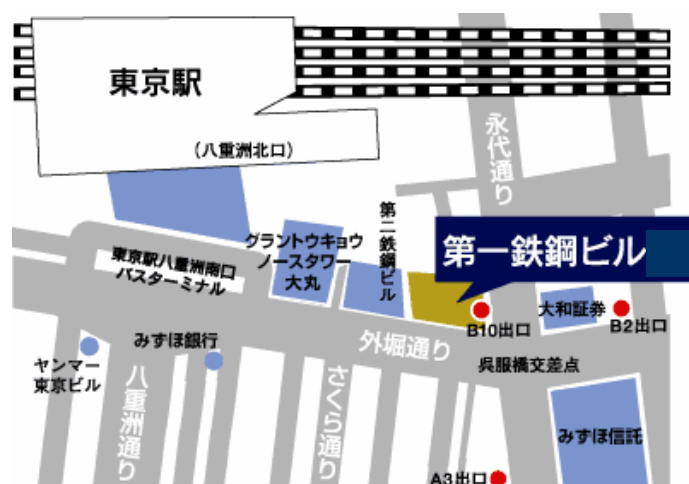 東京駅
(八重洲北口)
永代通り
第二鉄鋼ビル
グラントウキョウ
ノースタワー
大丸
第一鉄鋼ビル
東京駅八重洲南口
バスターミナル
大和証券
B10出口
B2出口
みずほ銀行
外堀通り
呉服橋交差点
ヤンマー
東京ビル
八重洲通り
さくら通り
みずほ信託
A3出口